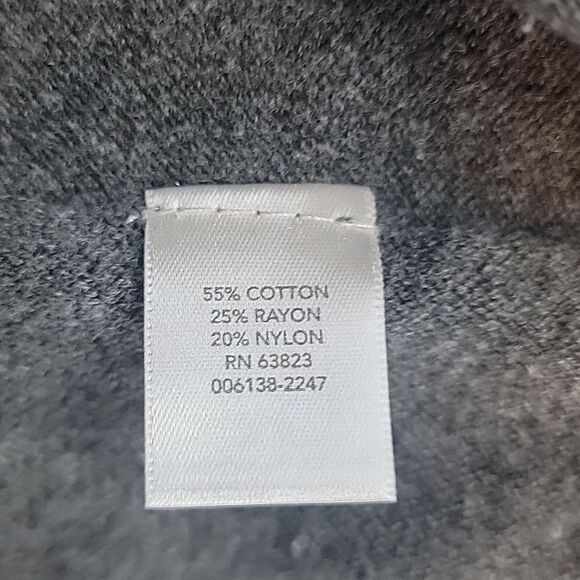 55% COTTON
25% RAYON
20% NYLON
RN 63823
006138-2247